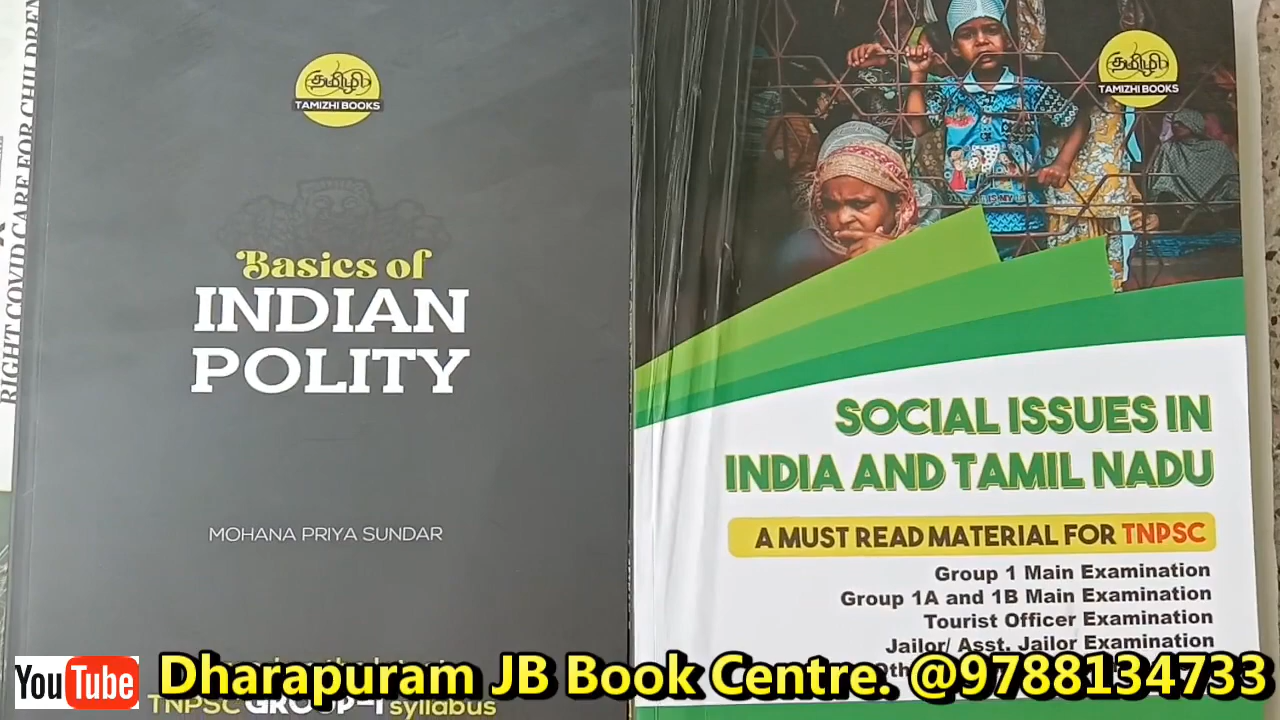 RIGHT COVID CARE FOR CHILDREN
தமிழி
TAMIZHI BOOKS
Basics of
INDIAN
POLITY
MOHANA PRIYA SUNDAR
TNPSC GROUP-I syllabus
தமிழி
TAMIZHI BOOKS
SOCIAL ISSUES IN
INDIA AND TAMIL NADU
A MUST READ MATERIAL FOR TNPSC
Group 1 Main Examination
Group 1A and 1B Main Examination
Tourist Officer Examination
Jailor/ Asst. Jailor Examination
YouTube
Dharapuram JB Book Centre. @9788134733